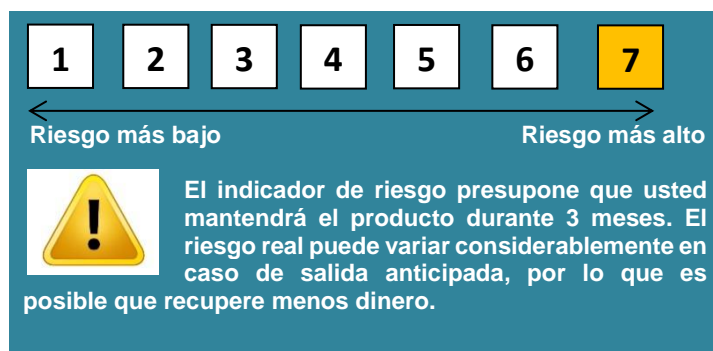 1 2 3 4 5 6 7
Riesgo más bajo Riesgo más alto
El indicador de riesgo presupone que usted
mantendrá el producto durante 3 meses. El
riesgo real puede variar considerablemente en
caso de salida anticipada, por lo que es
posible que recupere menos dinero.